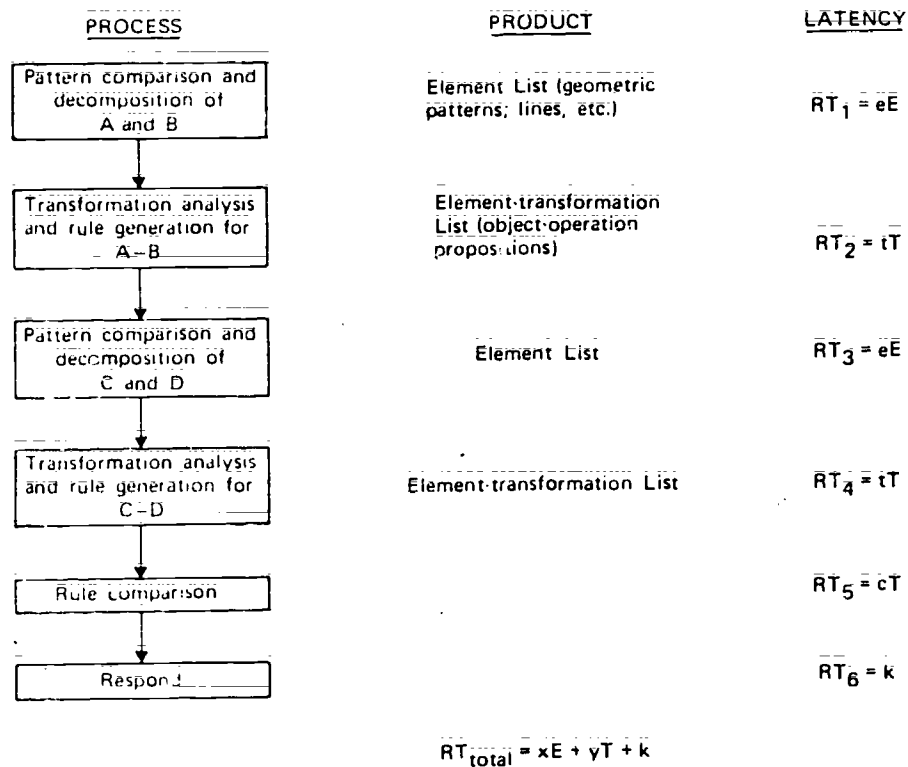 PROCESS
PRODUCT
LATENCY
Pattern comparison and
decomposition of
A and B
Element List (geometric
patterns; lines, etc.)
RT1 = eE
Transformation analysis
and rule generation for
A-B
Element-transformation
List (object-operation
propositions)
RT2 = tT
Pattern comparison and
decomposition of
C and D
Element List
RT3 = eE
Transformation analysis
and rule generation for
C-D
Element-transformation List
RT4 = tT
Rule comparison
RT5 = cT
Respond
RT6 = k
RTtotal = xE + yT + k